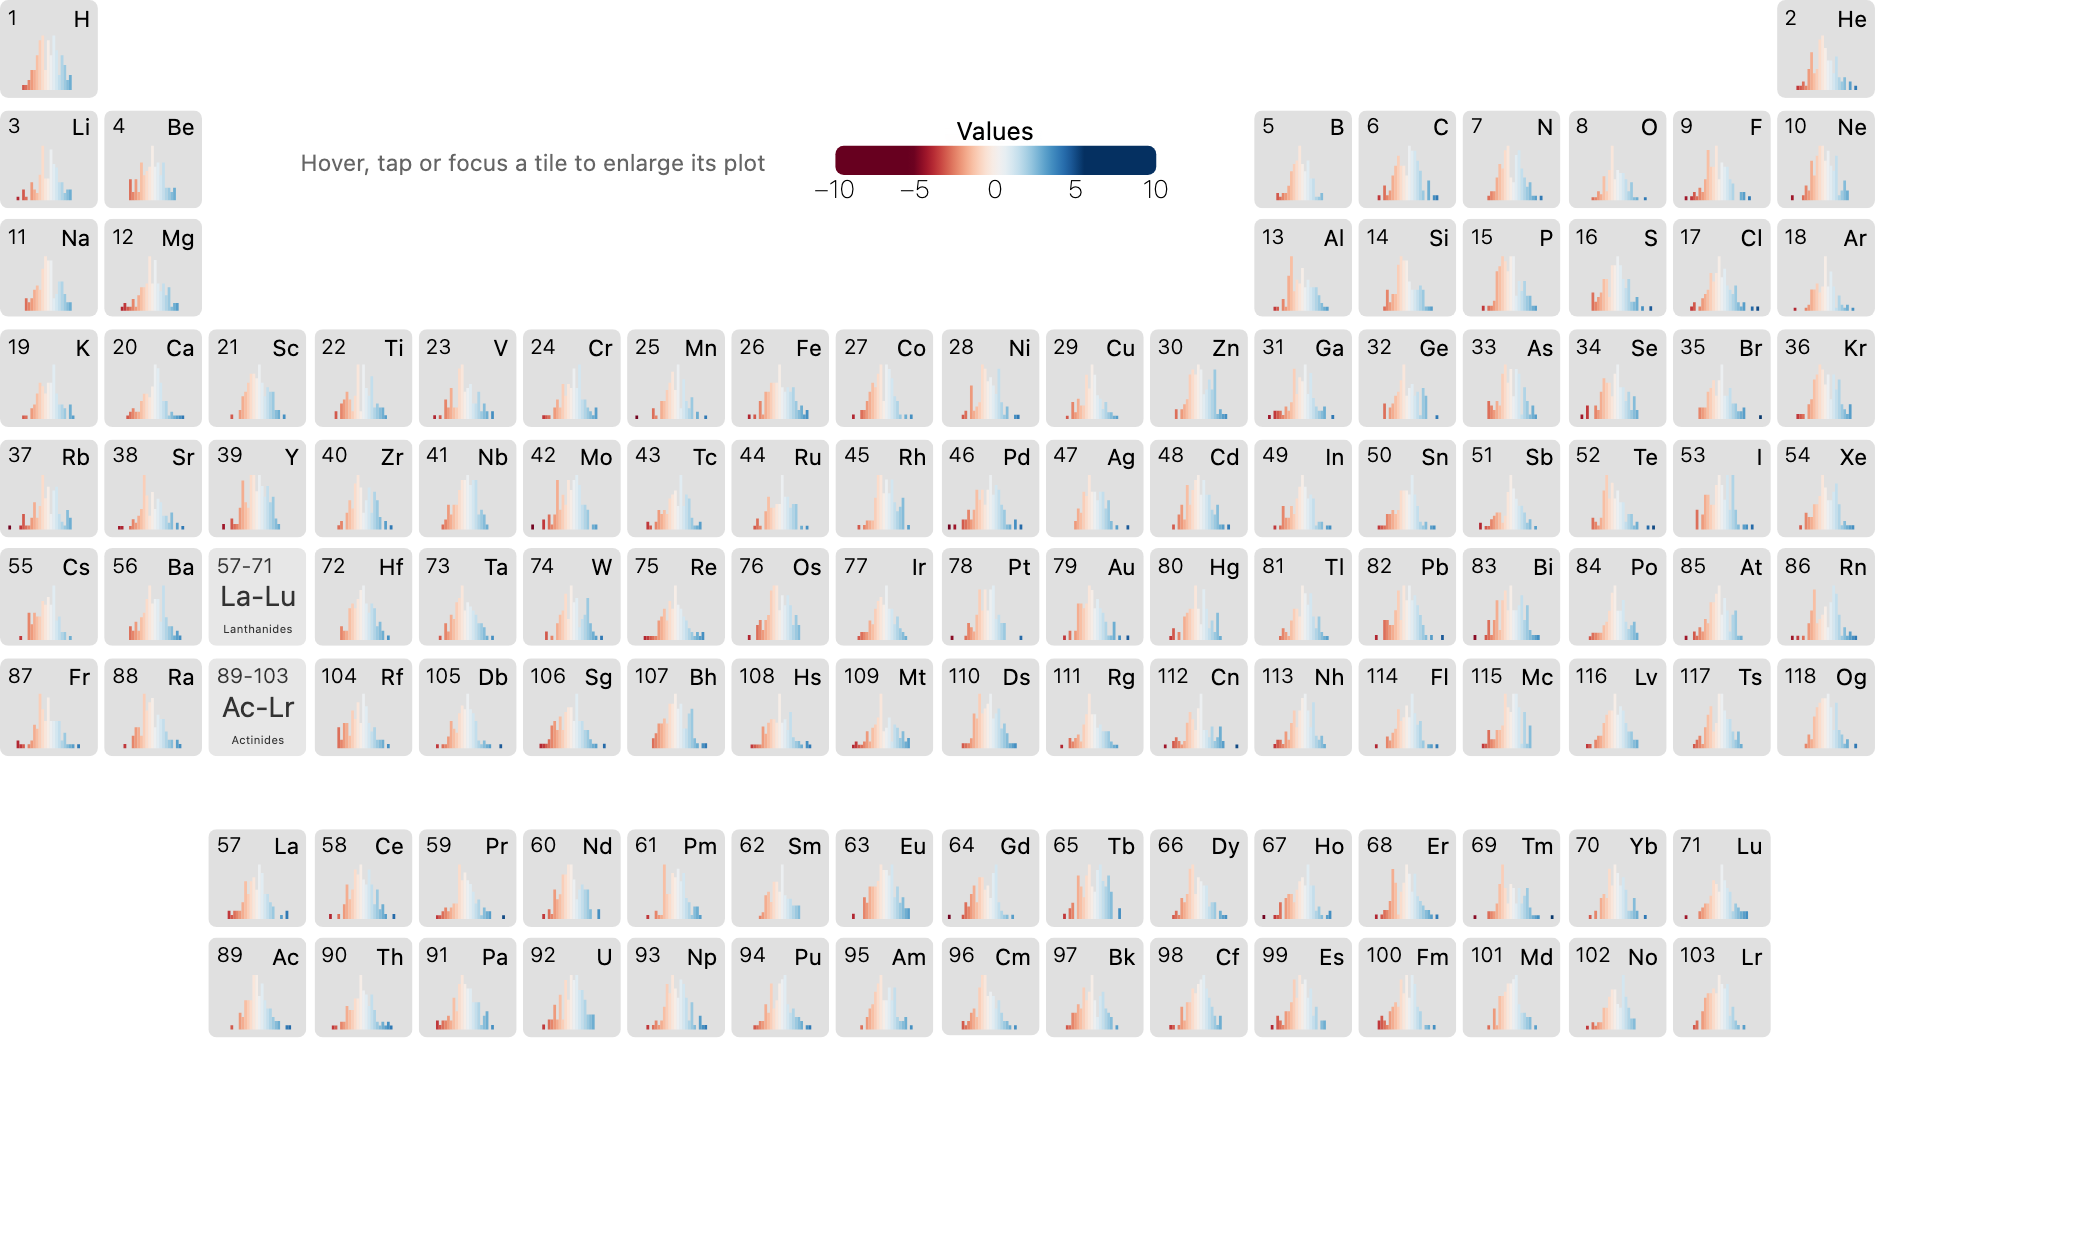 1 H 2 He
3 Li 4 Be 5 B 6 C 7 N 8 O 9 F 10 Ne
Values
Hover, tap or focus a tile to enlarge its plot
−10 −5 0 5 10
11 Na 12 Mg 13 Al 14 Si 15 P 16 S 17 Cl 18 Ar
19 K 20 Ca 21 Sc 22 Ti 23 V 24 Cr 25 Mn 26 Fe 27 Co 28 Ni 29 Cu 30 Zn 31 Ga 32 Ge 33 As 34 Se 35 Br 36 Kr
37 Rb 38 Sr 39 Y 40 Zr 41 Nb 42 Mo 43 Tc 44 Ru 45 Rh 46 Pd 47 Ag 48 Cd 49 In 50 Sn 51 Sb 52 Te 53 I 54 Xe
55 Cs 56 Ba 57-71 72 Hf 73 Ta 74 W 75 Re 76 Os 77 Ir 78 Pt 79 Au 80 Hg 81 Tl 82 Pb 83 Bi 84 Po 85 At 86 Rn
La-Lu
Lanthanides
87 Fr 88 Ra 89-103 104 Rf 105 Db 106 Sg 107 Bh 108 Hs 109 Mt 110 Ds 111 Rg 112 Cn 113 Nh 114 Fl 115 Mc 116 Lv 117 Ts 118 Og
Ac-Lr
Actinides
57 La 58 Ce 59 Pr 60 Nd 61 Pm 62 Sm 63 Eu 64 Gd 65 Tb 66 Dy 67 Ho 68 Er 69 Tm 70 Yb 71 Lu
89 Ac 90 Th 91 Pa 92 U 93 Np 94 Pu 95 Am 96 Cm 97 Bk 98 Cf 99 Es 100 Fm 101 Md 102 No 103 Lr